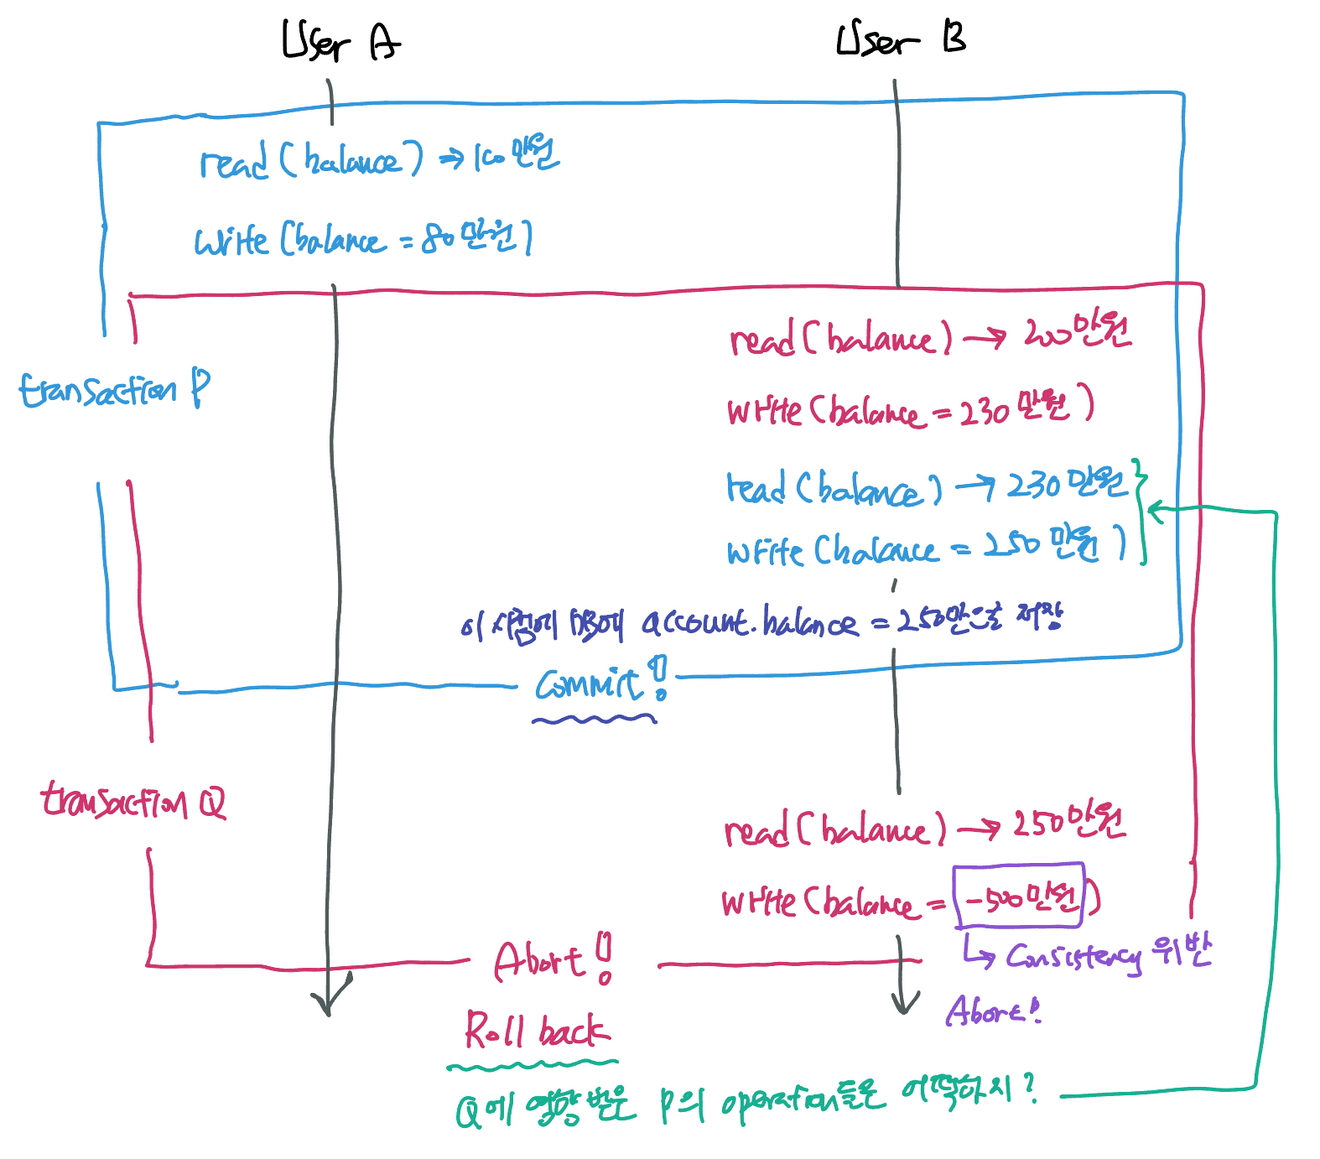 User A
User B
read (balance) → 100만원
write (balance = 80만원)
read (balance) → 200만원
write (balance = 230만원)
transaction P
read (balance) → 230만원
write (balance = 250만원)
이 시점에 DB에 account.balance = 250만원을 저장
Commit!
transaction Q
read (balance) → 250만원
write (balance = -500만원)
↳ Consistency 위반
Abort!
Abort!
Roll back
Q에 영향 받은 P의 operation들은 어떡하지?